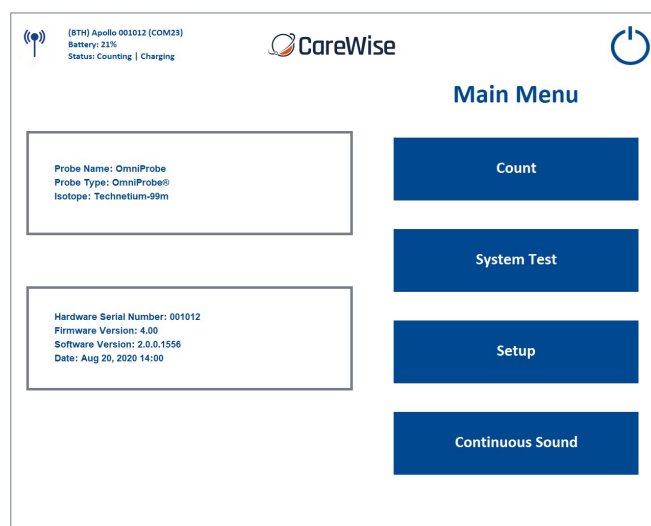 (BTH) Apollo 001012 (COM23)
Battery: 21%
Status: Counting | Charging
CareWise
Main Menu
Probe Name: OmniProbe
Probe Type: OmniProbe®
Isotope: Technetium-99m
Count
System Test
Hardware Serial Number: 001012
Firmware Version: 4.00
Software Version: 2.0.0.1556
Date: Aug 20, 2020 14:00
Setup
Continuous Sound